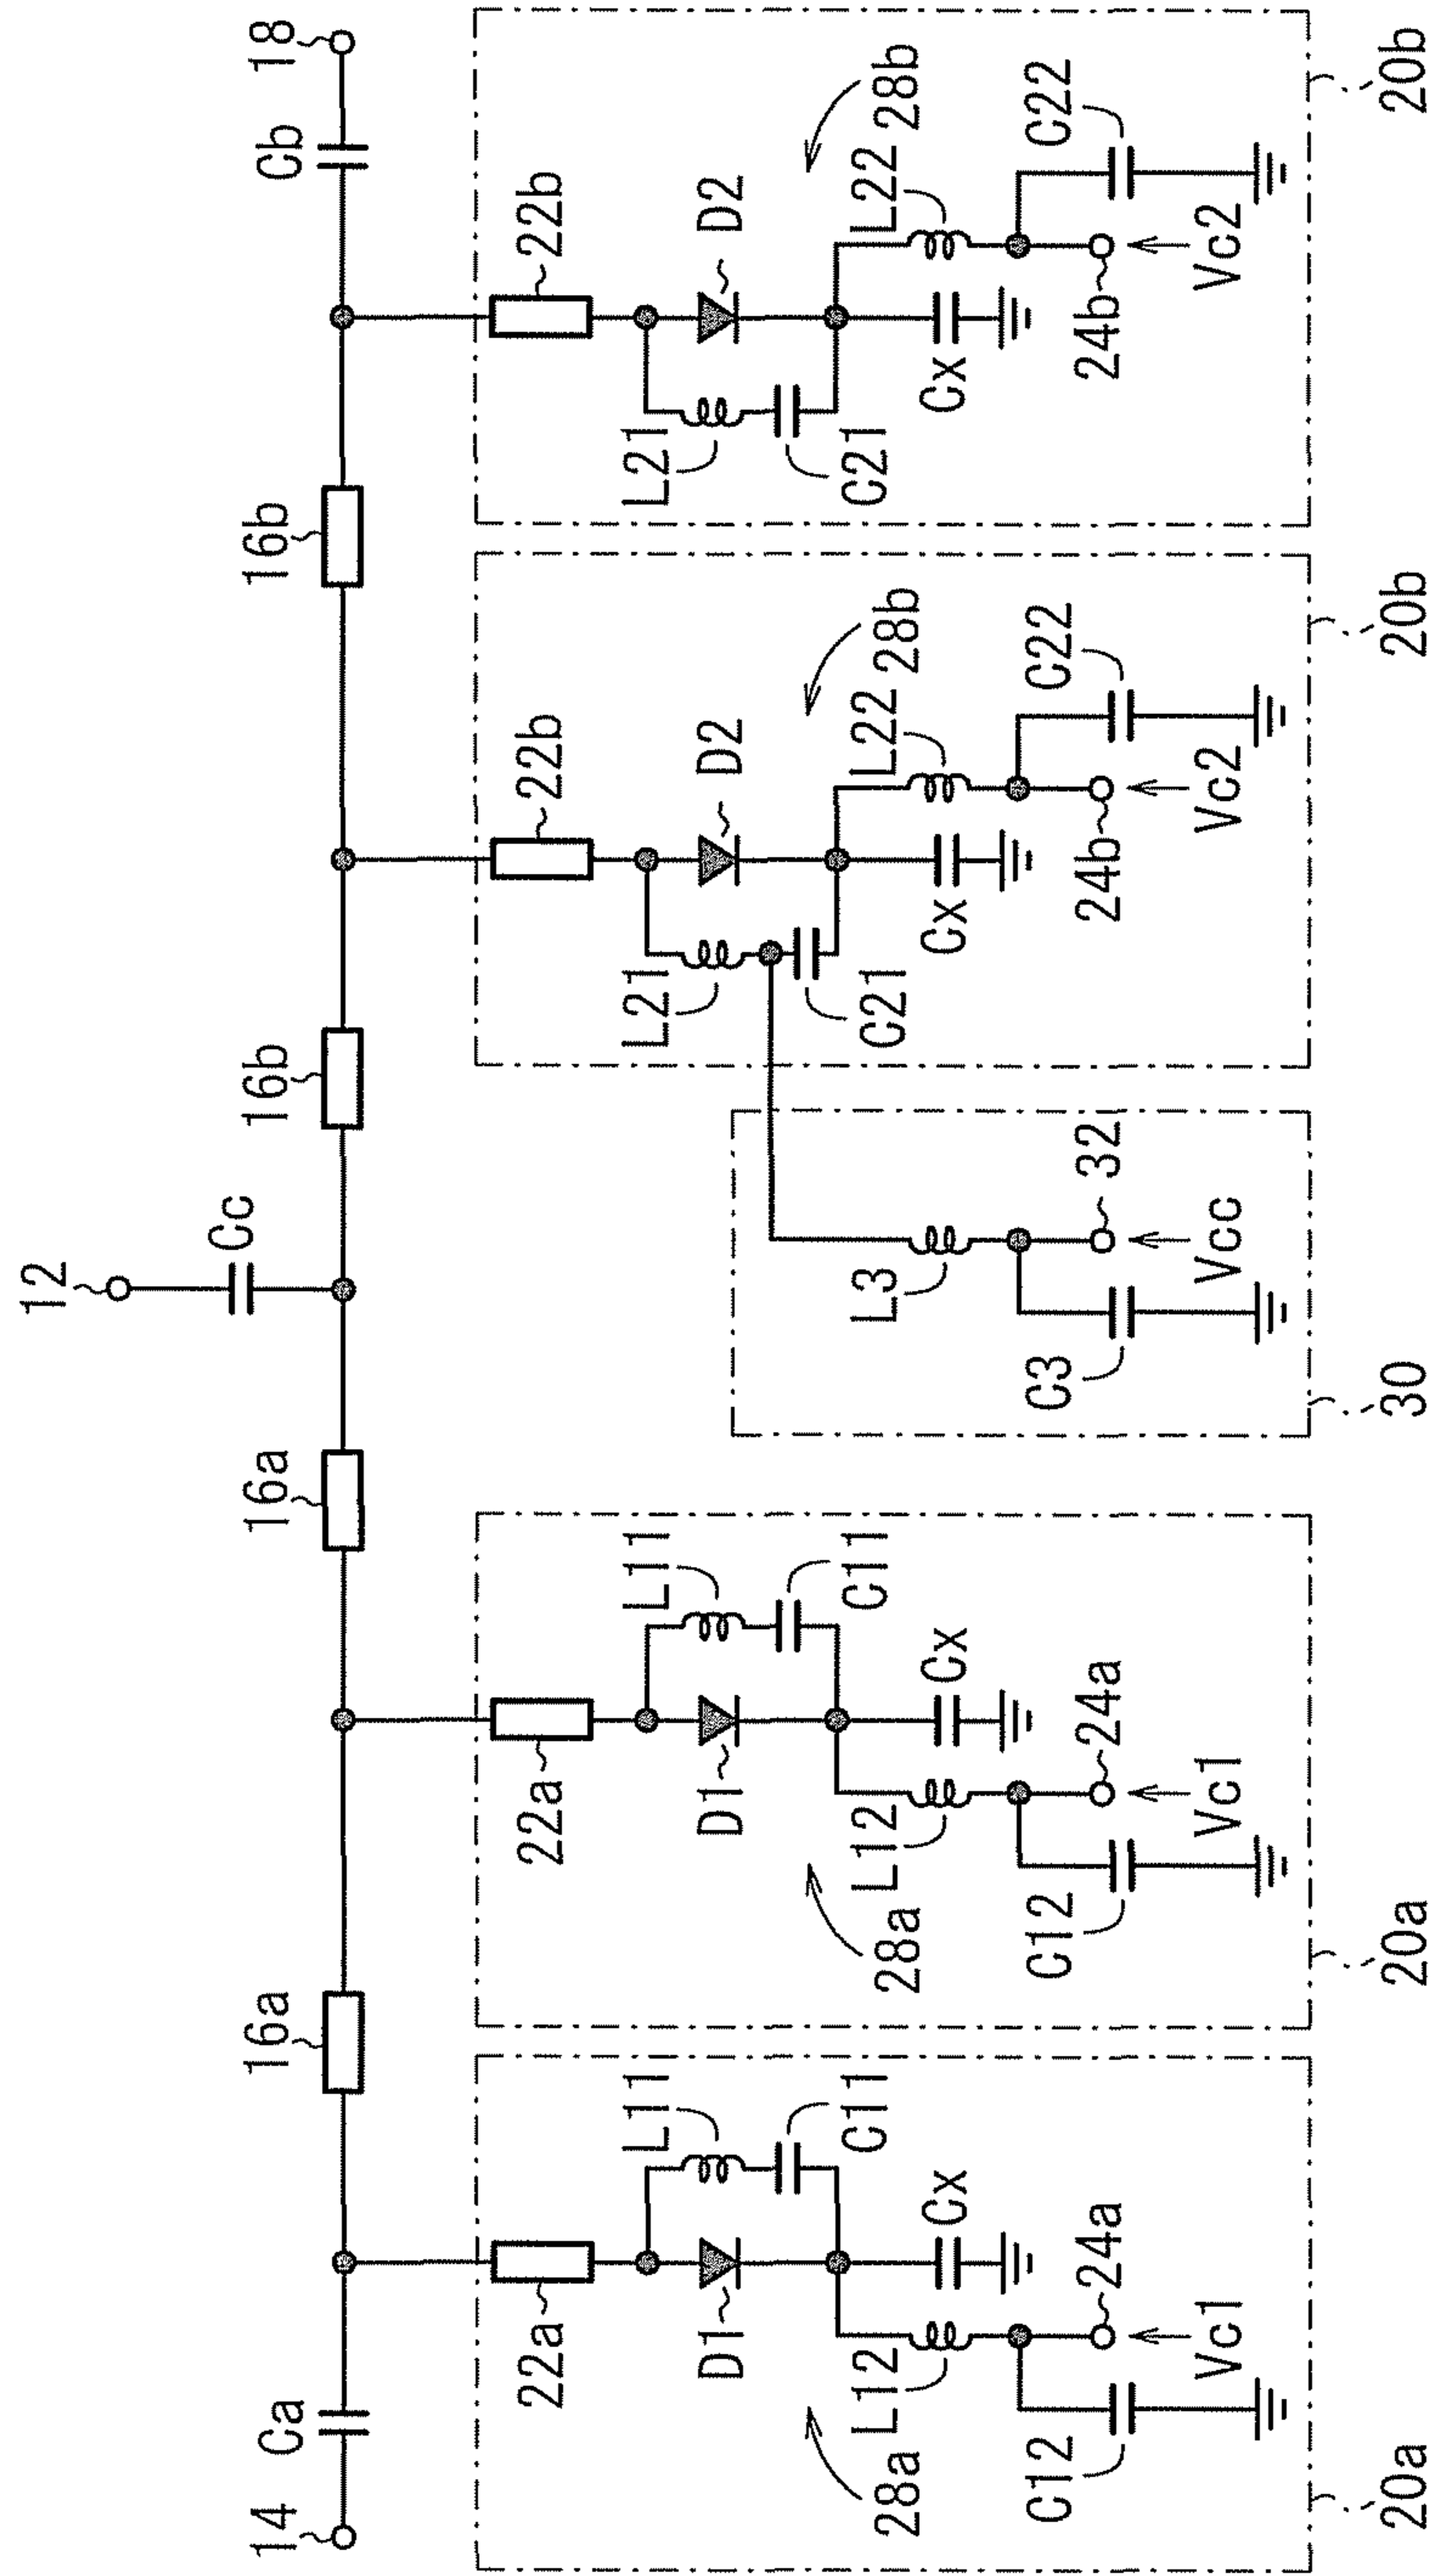 12
14
Ca
16a
16a
Cc
16b
16b
Cb
18
22a
22a
22b
22b
D1
L11
C11
D1
L11
C11
L21
D2
C21
L21
D2
C21
28a
L12
Cx
28a
L12
Cx
L3
Cx
L22
28b
Cx
L22
28b
C12
24a
C12
24a
C3
32
24b
C22
24b
C22
Vc1
Vc1
Vcc
Vc2
Vc2
20a
20a
30
20b
20b